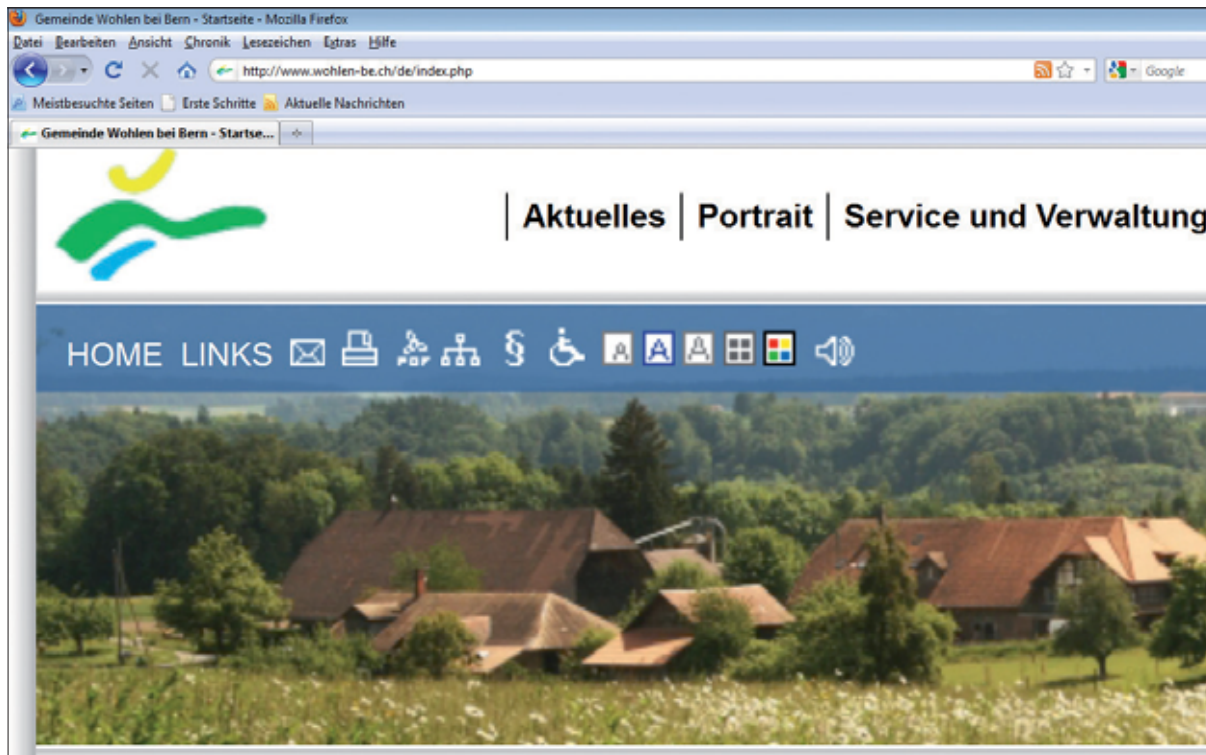 Gemeinde Wohlen bei Bern - Startseite - Mozilla Firefox
Datei Bearbeiten Ansicht Chronik Lesezeichen Extras Hilfe
http://www.wohlen-be.ch/de/index.php Google
Meistbesuchte Seiten Erste Schritte Aktuelle Nachrichten
Gemeinde Wohlen bei Bern - Startse...
Aktuelles Portrait Service und Verwaltung
HOME LINKS PDF § A A A